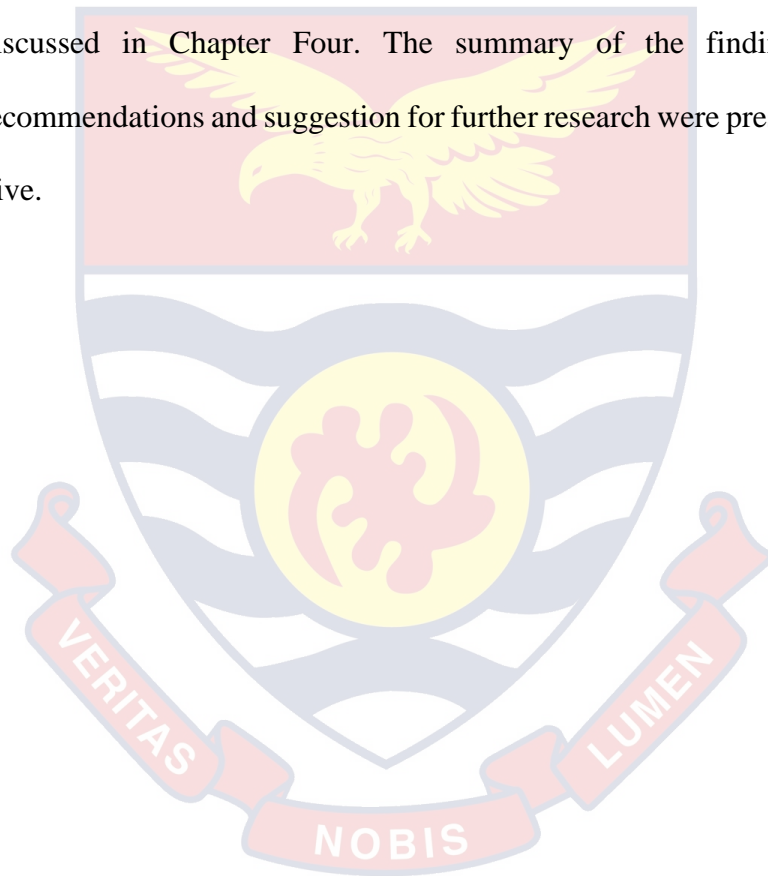 iscussed in Chapter Four. The summary of the findi
ecommendations and suggestion for further research were pre
ive.
VERITAS
NOBIS
LUMEN